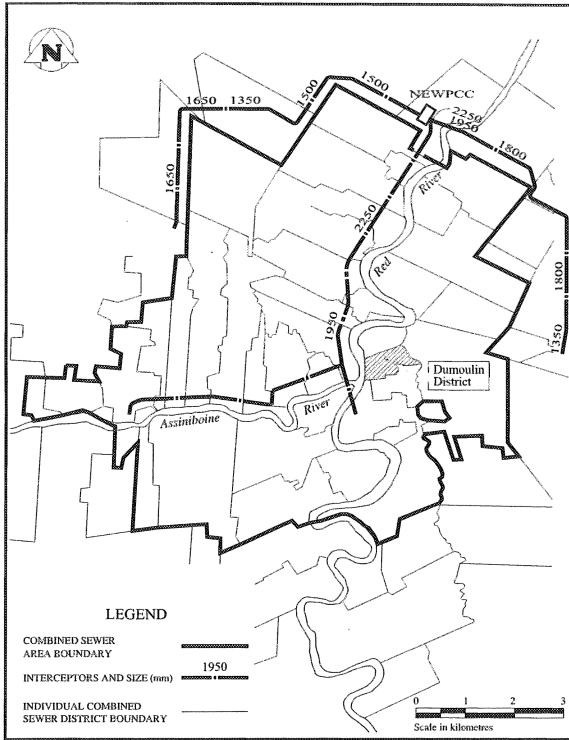 N
1650 1350
1500
1500
NEWPCC
2250
1950
1800
1650
2250
River
Red
1800
1350
1950
Dumoulin
District
River
Assiniboine
LEGEND
COMBINED SEWER
AREA BOUNDARY
INTERCEPTORS AND SIZE (mm) 1950
INDIVIDUAL COMBINED
SEWER DISTRICT BOUNDARY
0 1 2 3
Scale in kilometres